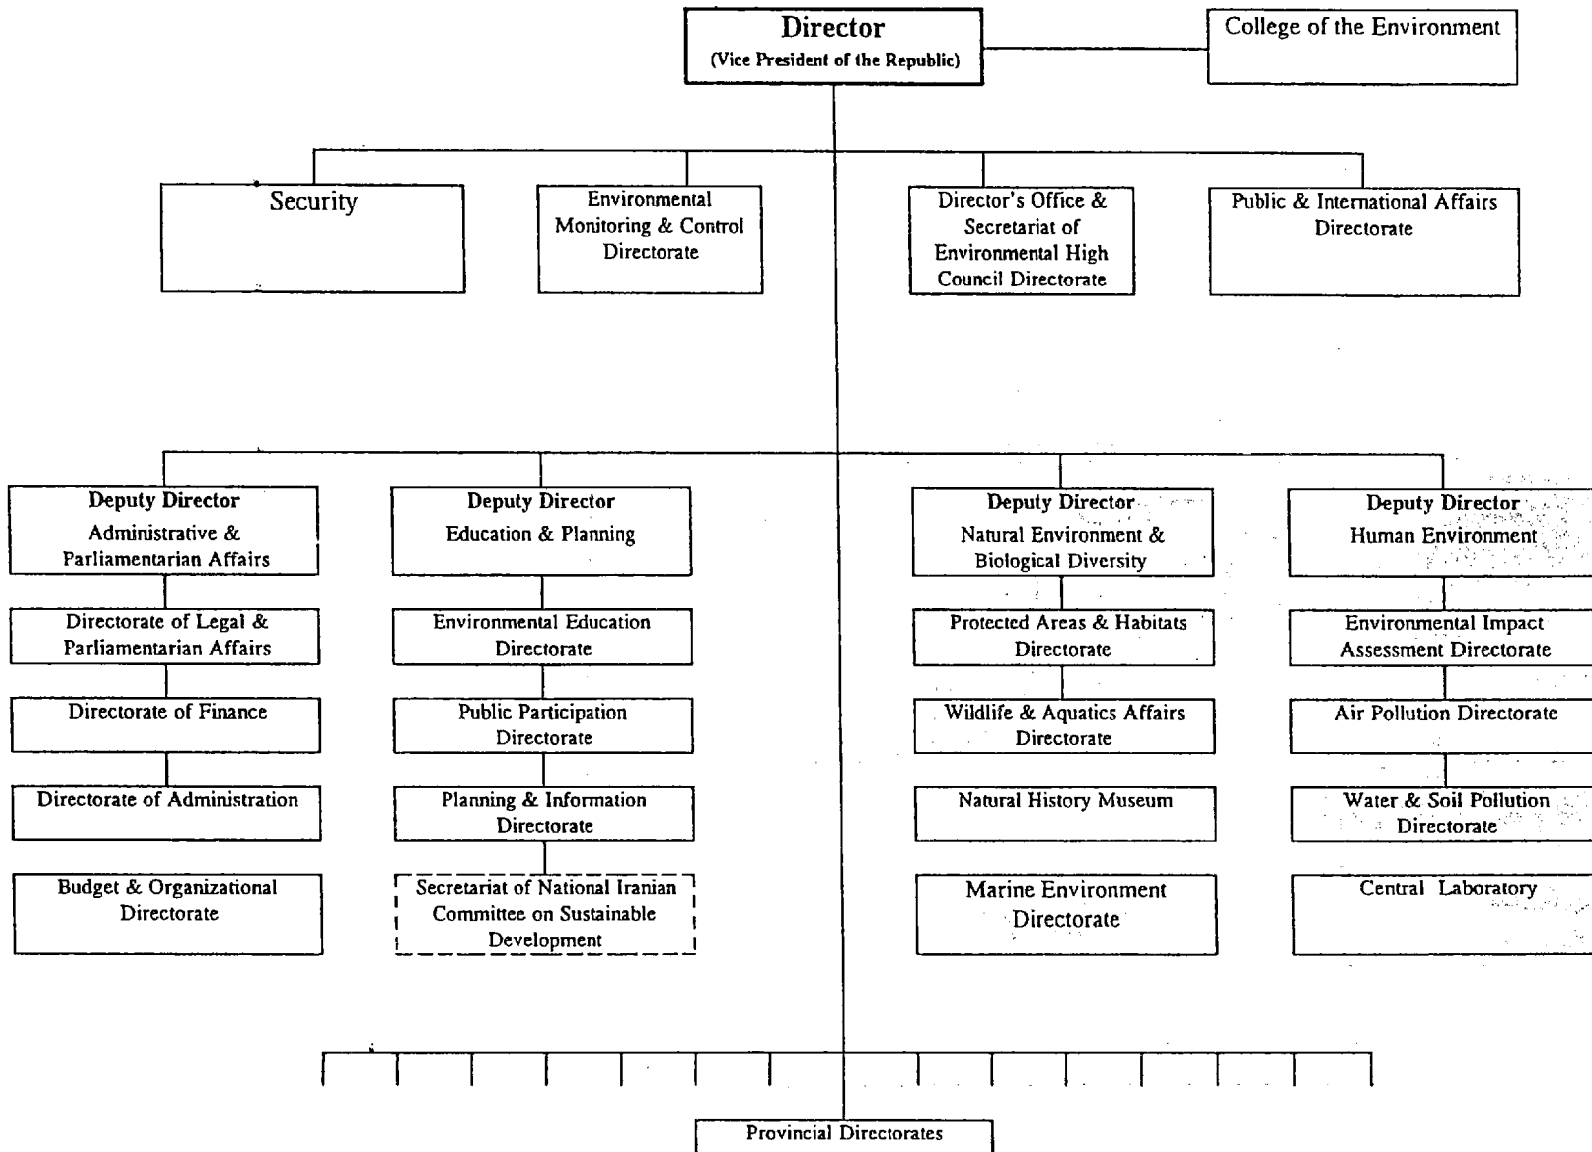 Director
(Vice President of the Republic)
College of the Environment
Security
Environmental
Monitoring & Control
Directorate
Director's Office &
Secretariat of
Environmental High
Council Directorate
Public & International Affairs
Directorate
Deputy Director
Administrative &
Parliamentarian Affairs
Directorate of Legal &
Parliamentarian Affairs
Directorate of Finance
Directorate of Administration
Budget & Organizational
Directorate
Deputy Director
Education & Planning
Environmental Education
Directorate
Public Participation
Directorate
Planning & Information
Directorate
Secretariat of National Iranian
Committee on Sustainable
Development
Deputy Director
Natural Environment &
Biological Diversity
Protected Areas & Habitats
Directorate
Wildlife & Aquatics Affairs
Directorate
Natural History Museum
Marine Environment
Directorate
Deputy Director
Human Environment
Environmental Impact
Assessment Directorate
Air Pollution Directorate
Water & Soil Pollution
Directorate
Central Laboratory
Provincial Directorates